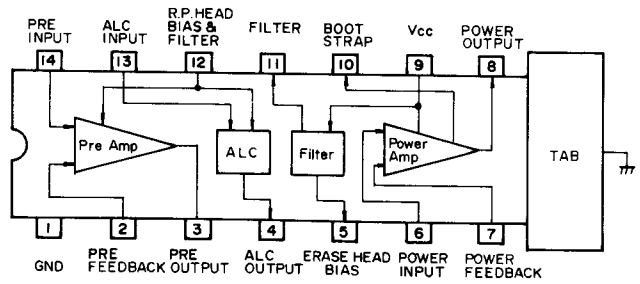 PRE INPUT
ALC INPUT
R.P. HEAD BIAS & FILTER
FILTER
BOOT STRAP
Vcc
POWER OUTPUT
14
13
12
11
10
9
8
Pre Amp
ALC
Filter
Power Amp
TAB
1
2
3
4
5
6
7
GND
PRE FEEDBACK
PRE OUTPUT
ALC OUTPUT
ERASE HEAD BIAS
POWER INPUT
POWER FEEDBACK